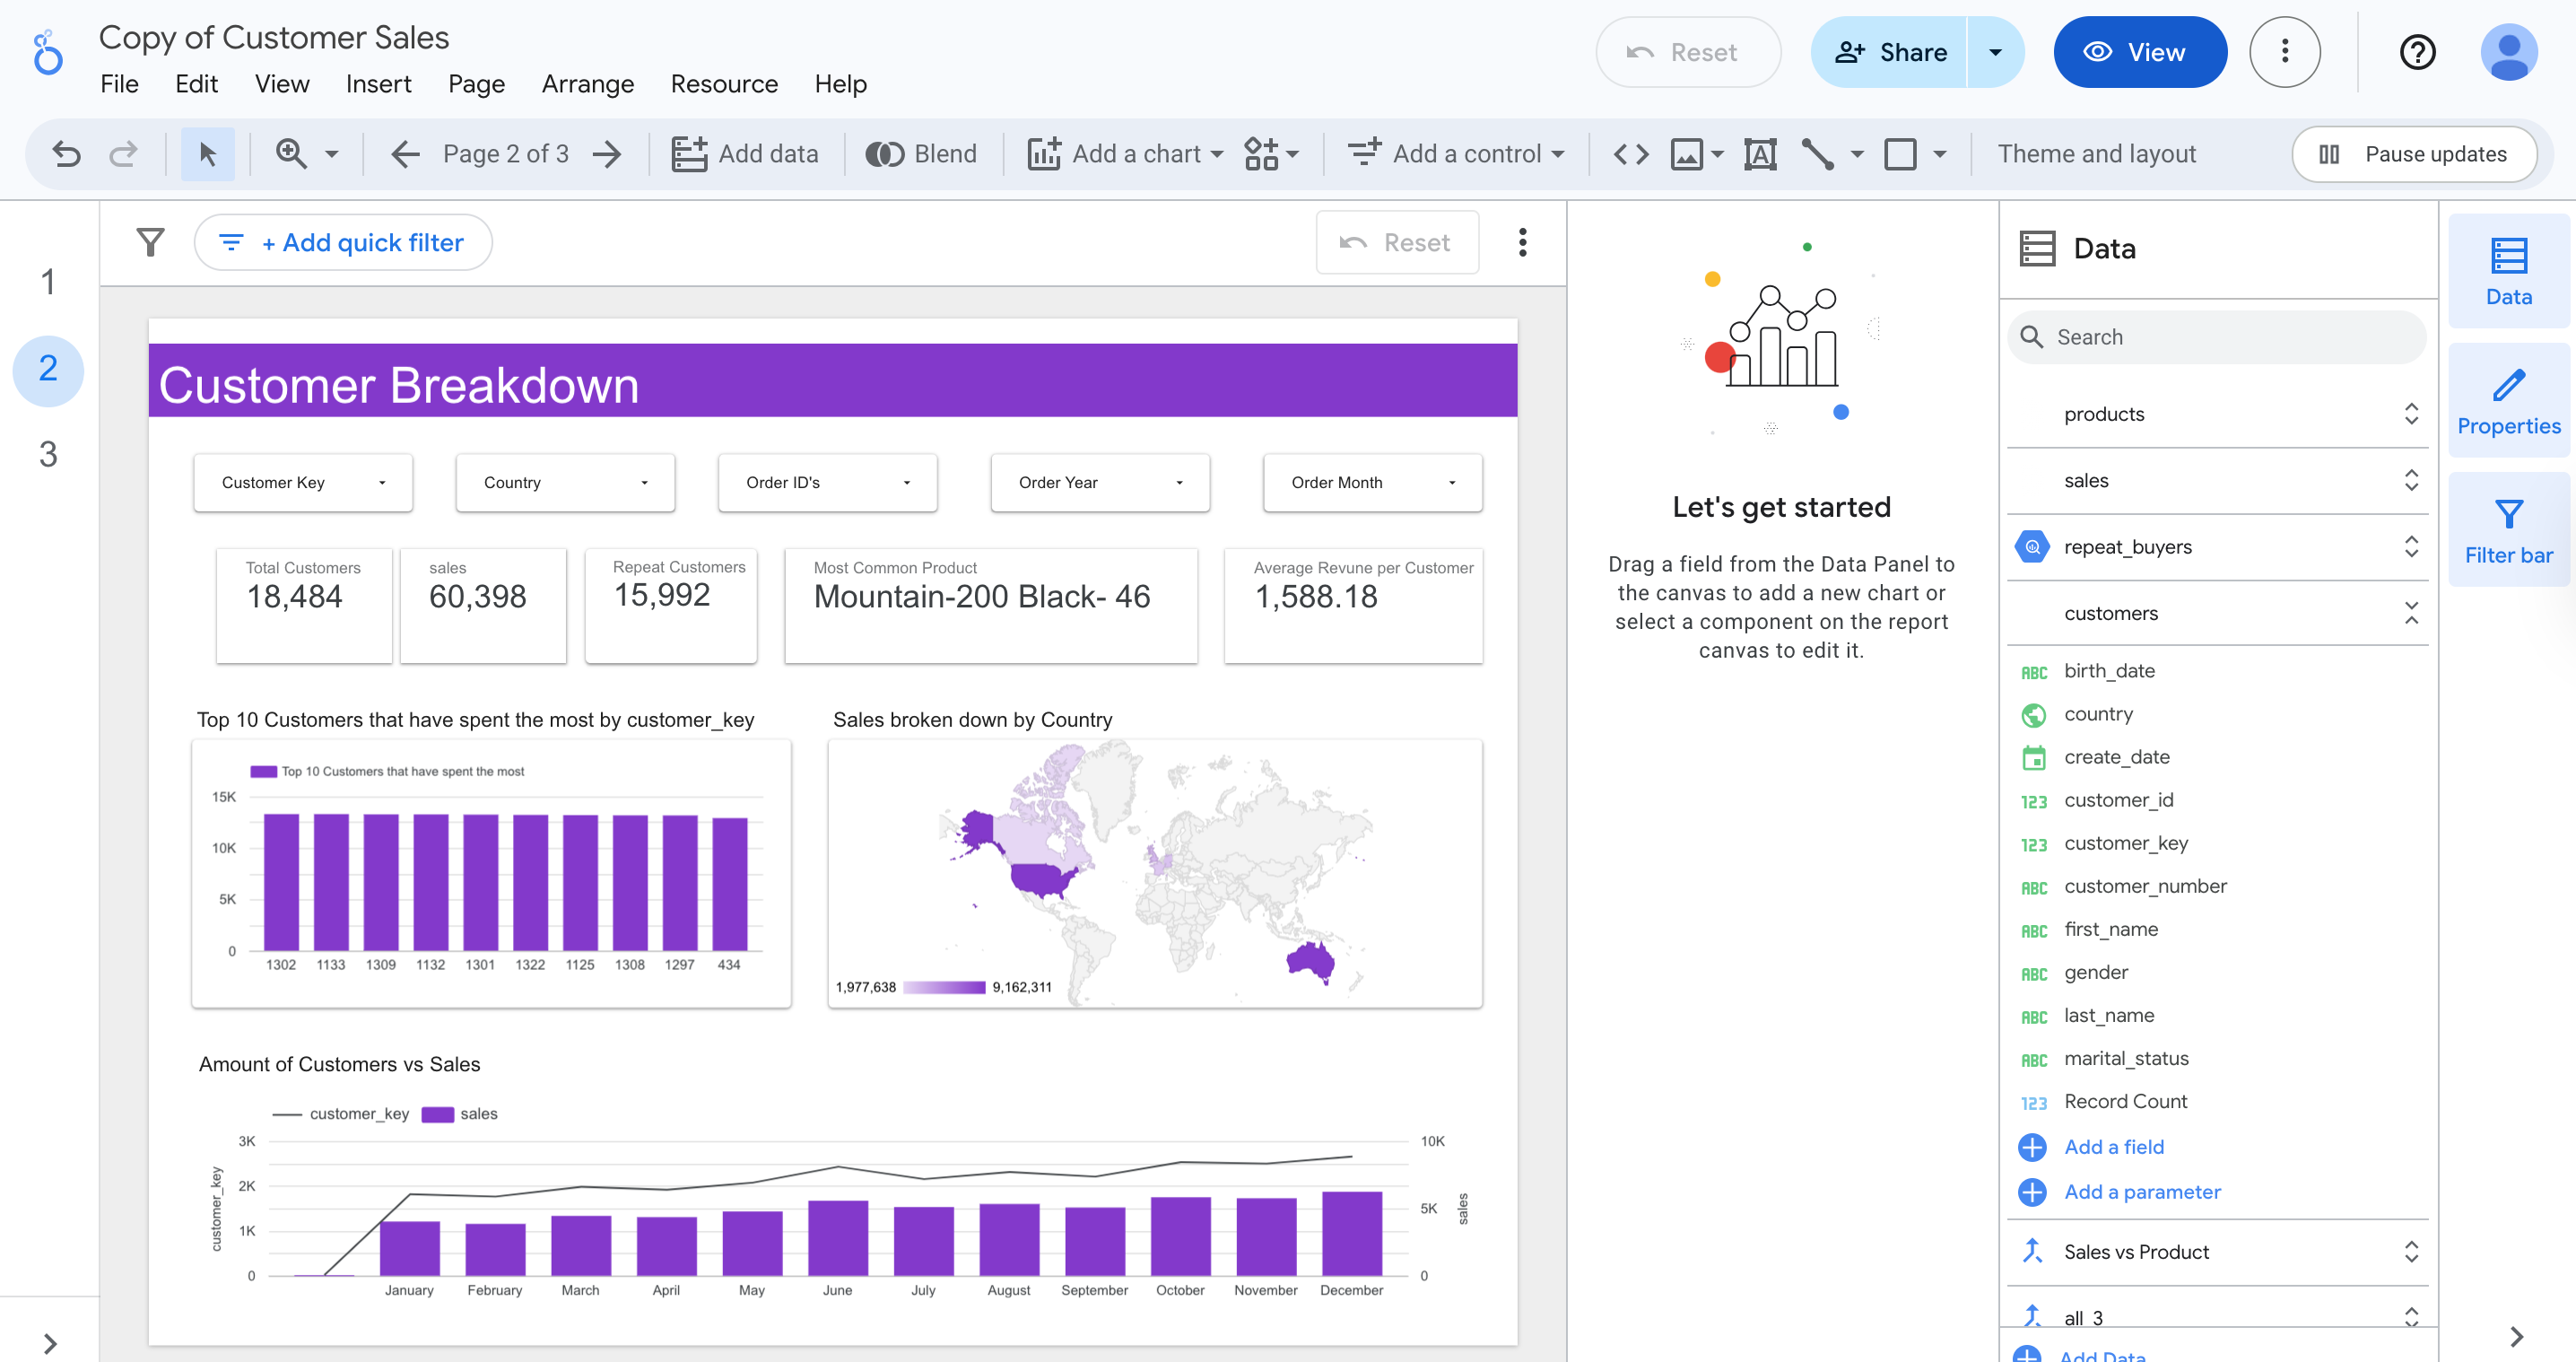 Copy of Customer Sales
File Edit View Insert Page Arrange Resource Help
Reset
Share
View
Page 2 of 3
Add data
Blend
Add a chart
Add a control
Theme and layout
Pause updates
1
2
3
+ Add quick filter
Reset
Customer Breakdown
Customer Key
Country
Order ID's
Order Year
Order Month
Total Customers
18,484
sales
60,398
Repeat Customers
15,992
Most Common Product
Mountain-200 Black- 46
Average Revune per Customer
1,588.18
Top 10 Customers that have spent the most by customer_key
Top 10 Customers that have spent the most
15K
10K
5K
0
1302 1133 1309 1132 1301 1322 1125 1308 1297 434
Sales broken down by Country
1,977,638 9,162,311
Amount of Customers vs Sales
customer_key sales
3K
2K
1K
0
customer_key
10K
5K
0
sales
January February March April May June July August September October November December
Let's get started
Drag a field from the Data Panel to
the canvas to add a new chart or
select a component on the report
canvas to edit it.
Data
Search
products
sales
repeat_buyers
customers
ABC birth_date
country
create_date
123 customer_id
123 customer_key
ABC customer_number
ABC first_name
ABC gender
ABC last_name
ABC marital_status
123 Record Count
Add a field
Add a parameter
Sales vs Product
all_3
Add Data
Data
Properties
Filter bar